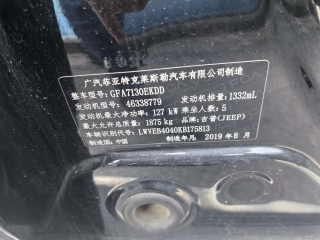 广汽菲亚特克莱斯勒汽车有限公司制造
整车型号: GFA7130EKDD
发动机型号: 46338779 发动机排量: 1332mL
发动机最大净功率: 127 kW 乘坐人数: 5
最大允许总质量: 1875 kg 品牌: 吉普(JEEP)
车辆识别代号: LWVEB4040KB175813
制造国: 中国 制造年月: 2019 年 8 月